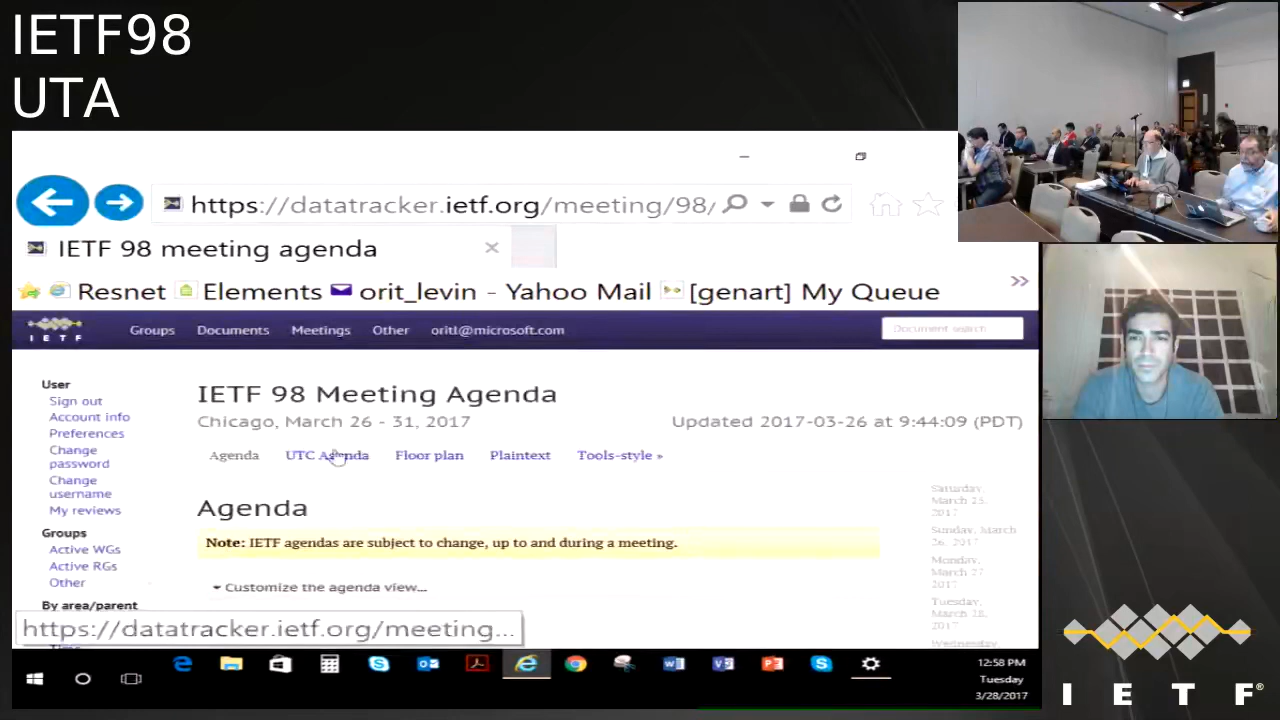 IETF98
UTA
https://datatracker.ietf.org/meeting/98/
IETF 98 meeting agenda
Resnet Elements orit_levin - Yahoo Mail [genart] My Queue
IETF Groups Documents Meetings Other oritl@microsoft.com Document search
User
Sign out
Account info
Preferences
Change
password
Change
username
My reviews
Groups
Active WGs
Active RGs
Other
By area/parent
IETF 98 Meeting Agenda
Chicago, March 26 - 31, 2017 Updated 2017-03-26 at 9:44:09 (PDT)
Agenda UTC Agenda Floor plan Plaintext Tools-style »
Agenda
Note: IETF agendas are subject to change, up to and during a meeting.
Customize the agenda view...
Saturday,
March 25,
2017
Sunday, March
26, 2017
Monday,
March 27
2017
Tuesday,
March 28,
2017
Wednesday,
https://datatracker.ietf.org/meeting...
12:58 PM
Tuesday
3/28/2017
I E T F®